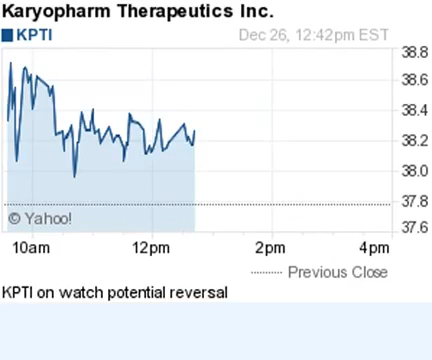 Karyopharm Therapeutics Inc.
KPTI Dec 26, 12:42pm EST
38.8
38.6
38.4
38.2
38.0
37.8
37.6
© Yahoo!
10am 12pm 2pm 4pm
Previous Close
KPTI on watch potential reversal